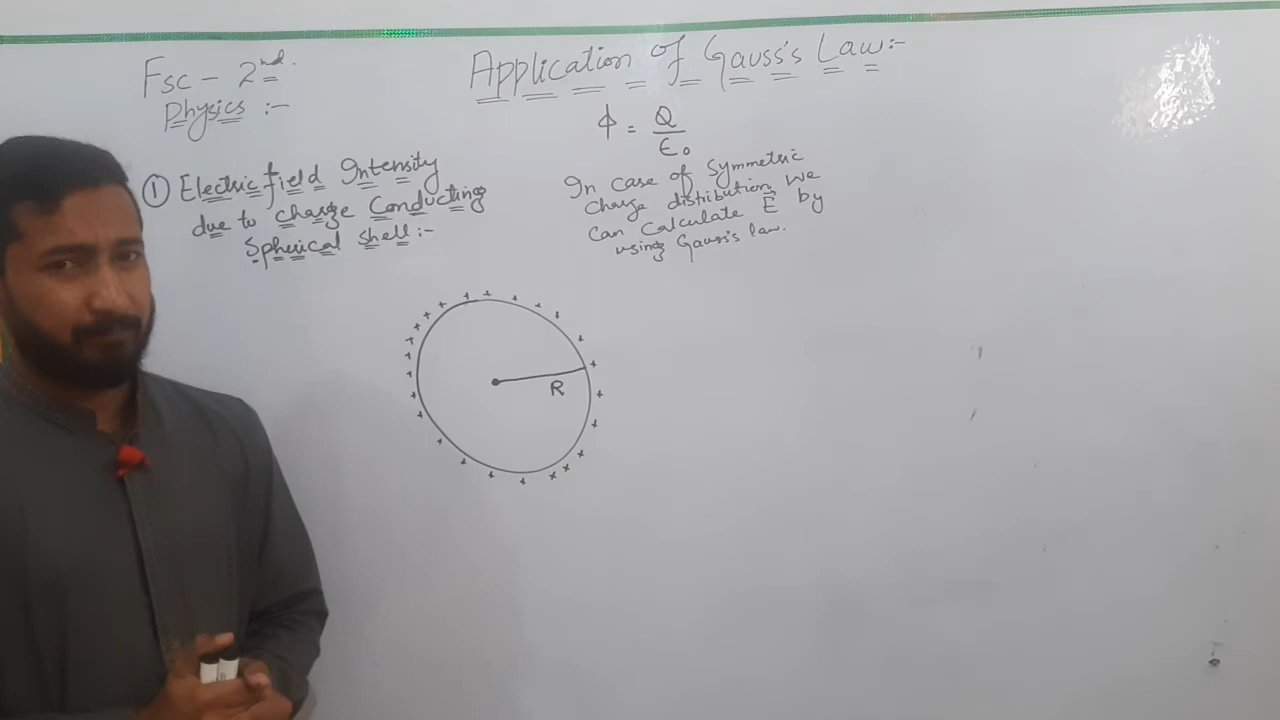 Fsc - 2nd.
Physics :-
Application of Gauss's Law:-
ϕ = Q/ε₀
① Electric field Intensity
due to charge Conducting
Spherical shell:-
In case of Symmetric
charge distribution, we
can calculate E by
using Gauss's law.
R